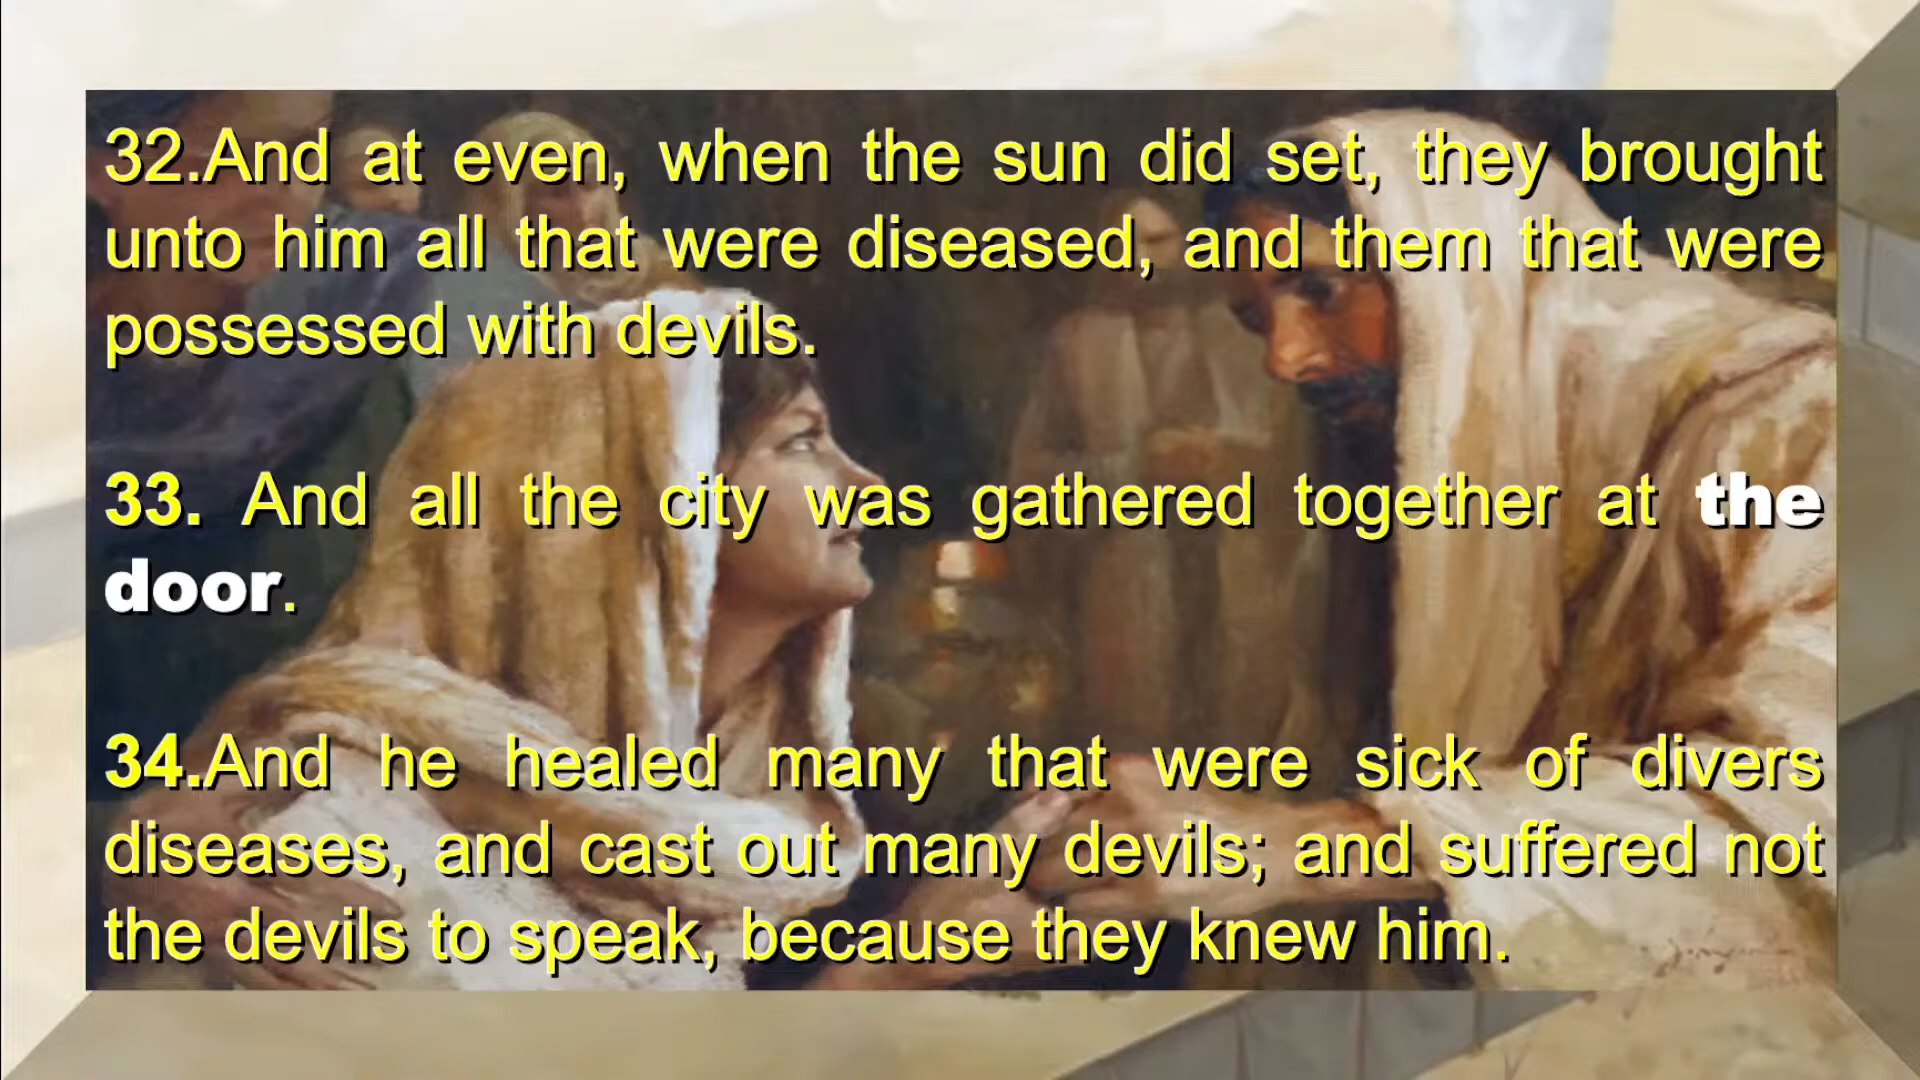 32.And at even, when the sun did set, they brought
unto him all that were diseased, and them that were
possessed with devils.
33. And all the city was gathered together at the
door.
34.And he healed many that were sick of divers
diseases, and cast out many devils; and suffered not
the devils to speak, because they knew him.